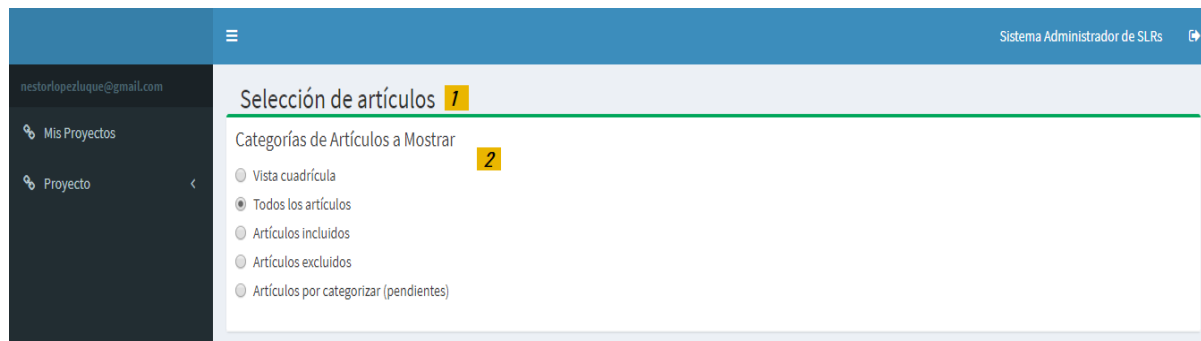 Sistema Administrador de SLRs
nestorlopezluque@gmail.com
Selección de artículos 1
Mis Proyectos
Categorías de Artículos a Mostrar
2
Vista cuadrícula
Proyecto
Todos los artículos
Artículos incluidos
Artículos excluidos
Artículos por categorizar (pendientes)